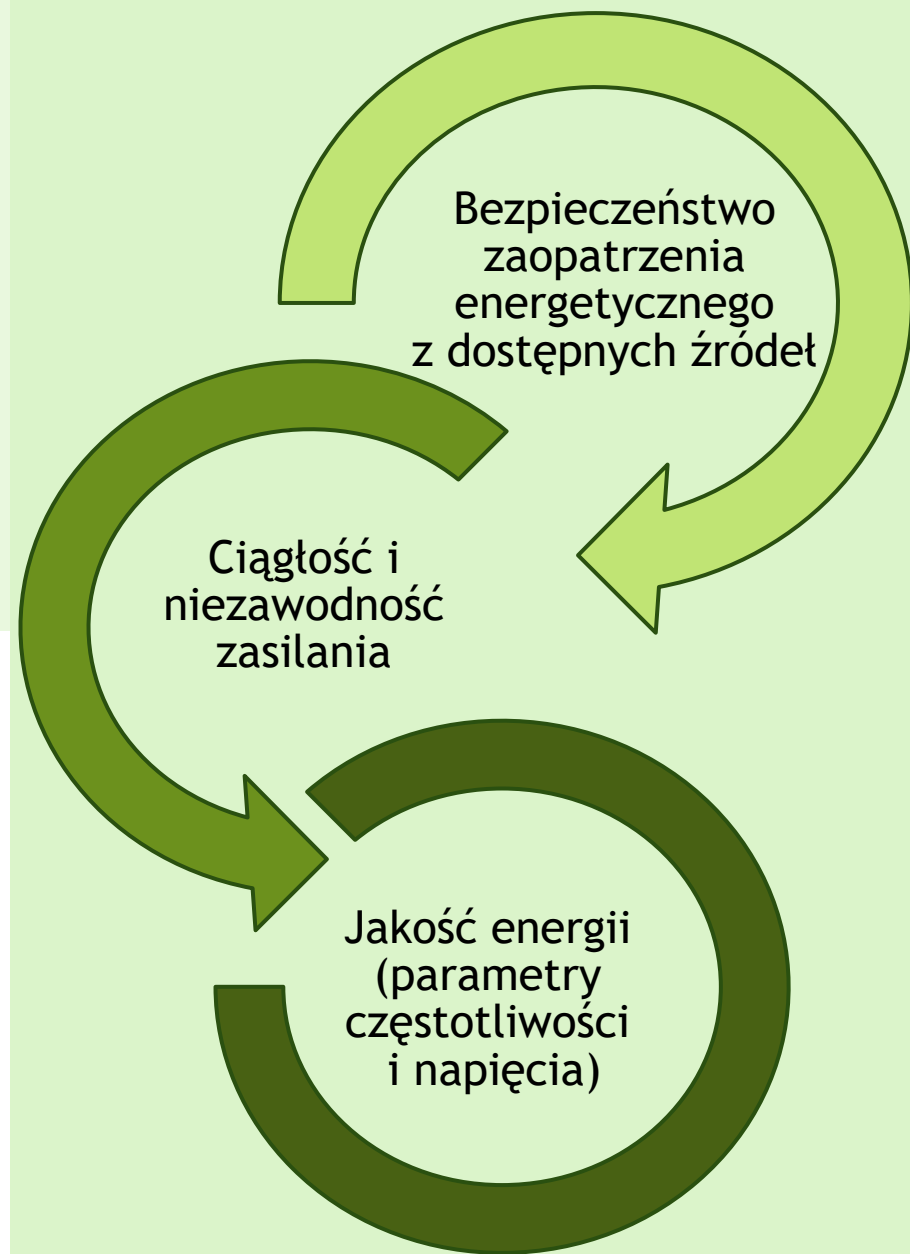 Bezpieczeństwo
zaopatrzenia
energetycznego
z dostępnych źródeł
Ciągłość i
niezawodność
zasilania
Jakość energii
(parametry
częstotliwości
i napięcia)